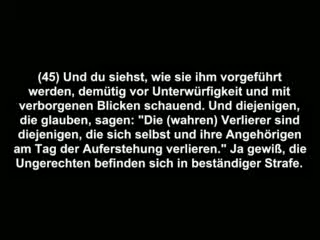 (45) Und du siehst, wie sie ihm vorgeführt
werden, demütig vor Unterwürfigkeit und mit
verborgenen Blicken schauend. Und diejenigen,
die glauben, sagen: "Die (wahren) Verlierer sind
diejenigen, die sich selbst und ihre Angehörigen
am Tag der Auferstehung verlieren." Ja gewiß, die
Ungerechten befinden sich in beständiger Strafe.